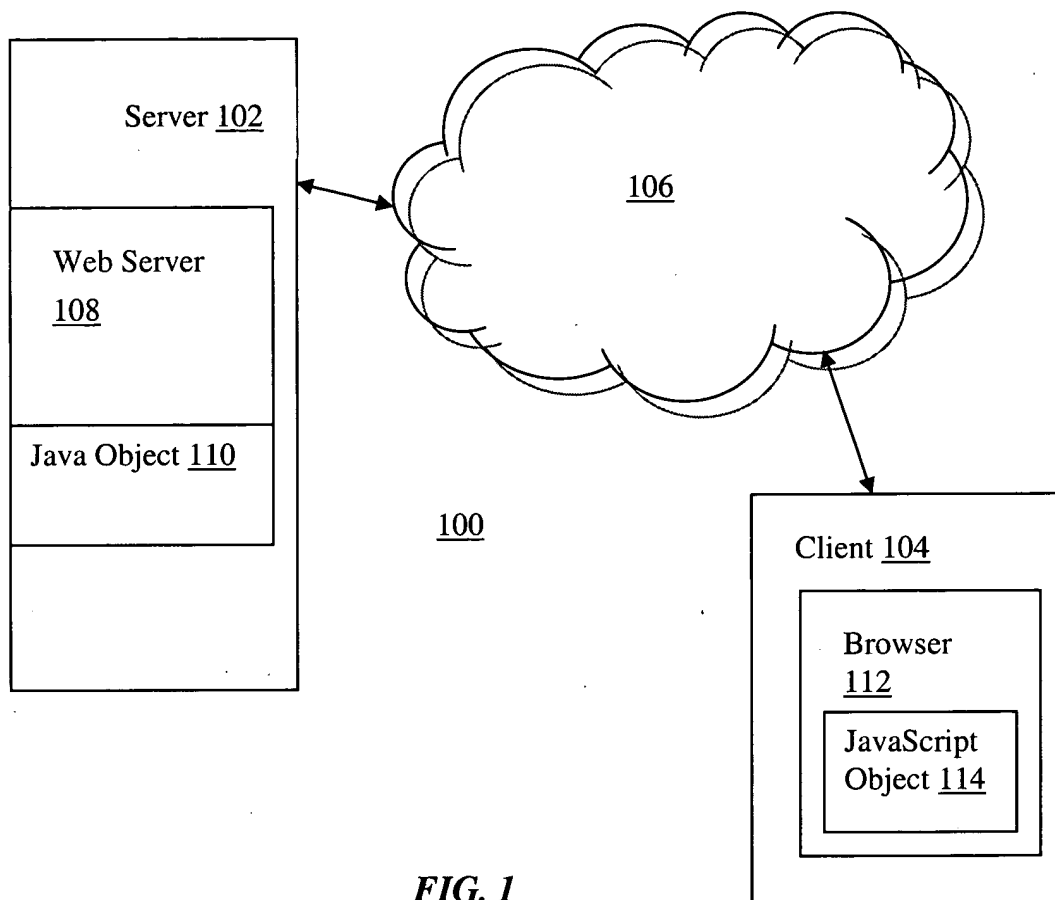 Server 102
106
Web Server
108
Java Object 110
100
Client 104
Browser
112
JavaScript
Object 114
FIG. 1